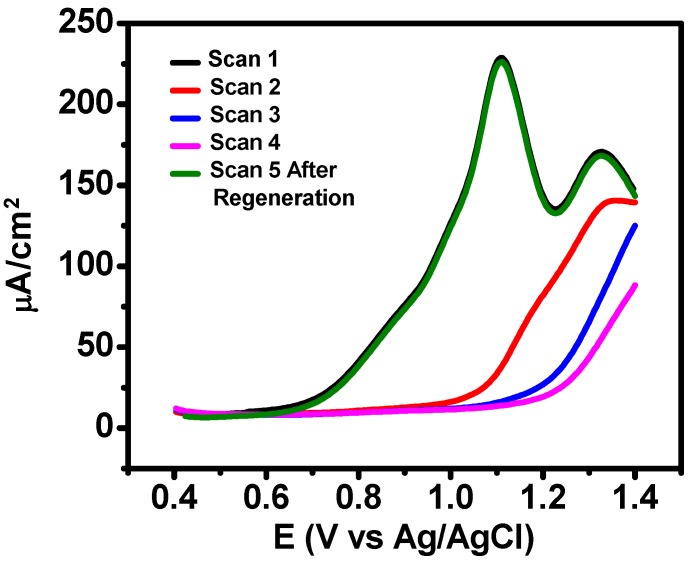 250
200
150
100
50
0
μA/cm²
Scan 1
Scan 2
Scan 3
Scan 4
Scan 5 After
Regeneration
0.4 0.6 0.8 1.0 1.2 1.4
E (V vs Ag/AgCl)